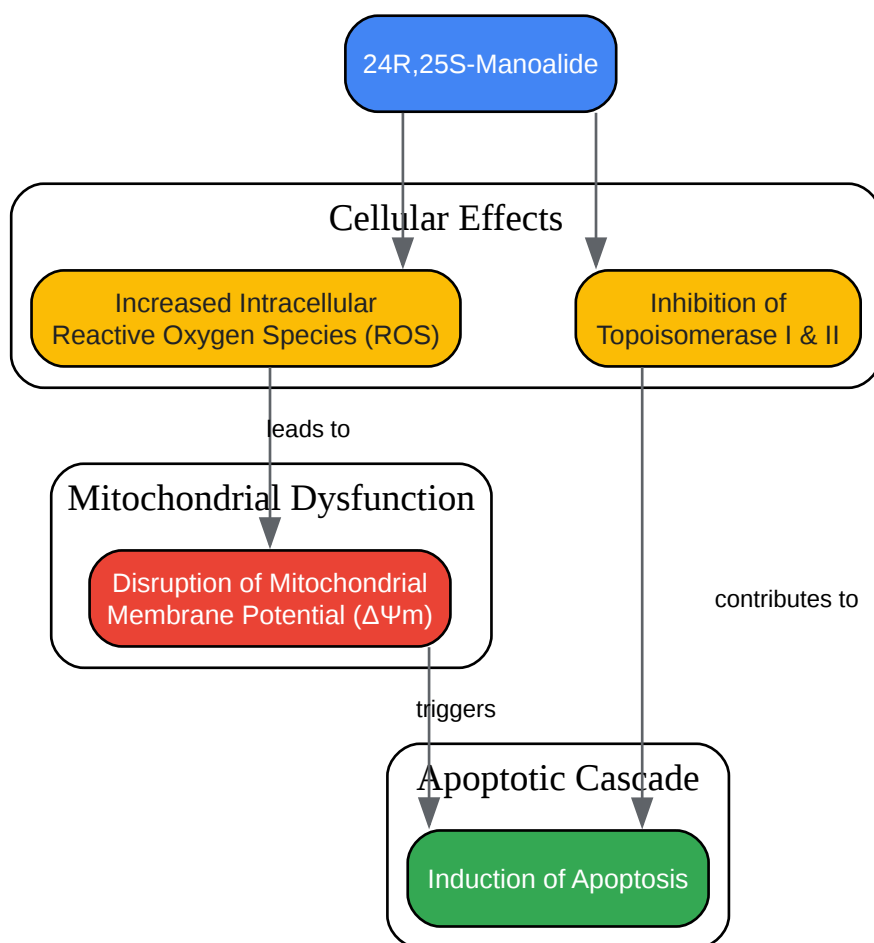 24R,25S-Manoalide
Cellular Effects
Increased Intracellular
Reactive Oxygen Species (ROS)
Inhibition of
Topoisomerase I & II
leads to
Mitochondrial Dysfunction
Disruption of Mitochondrial
Membrane Potential (ΔΨm)
contributes to
triggers
Apoptotic Cascade
Induction of Apoptosis